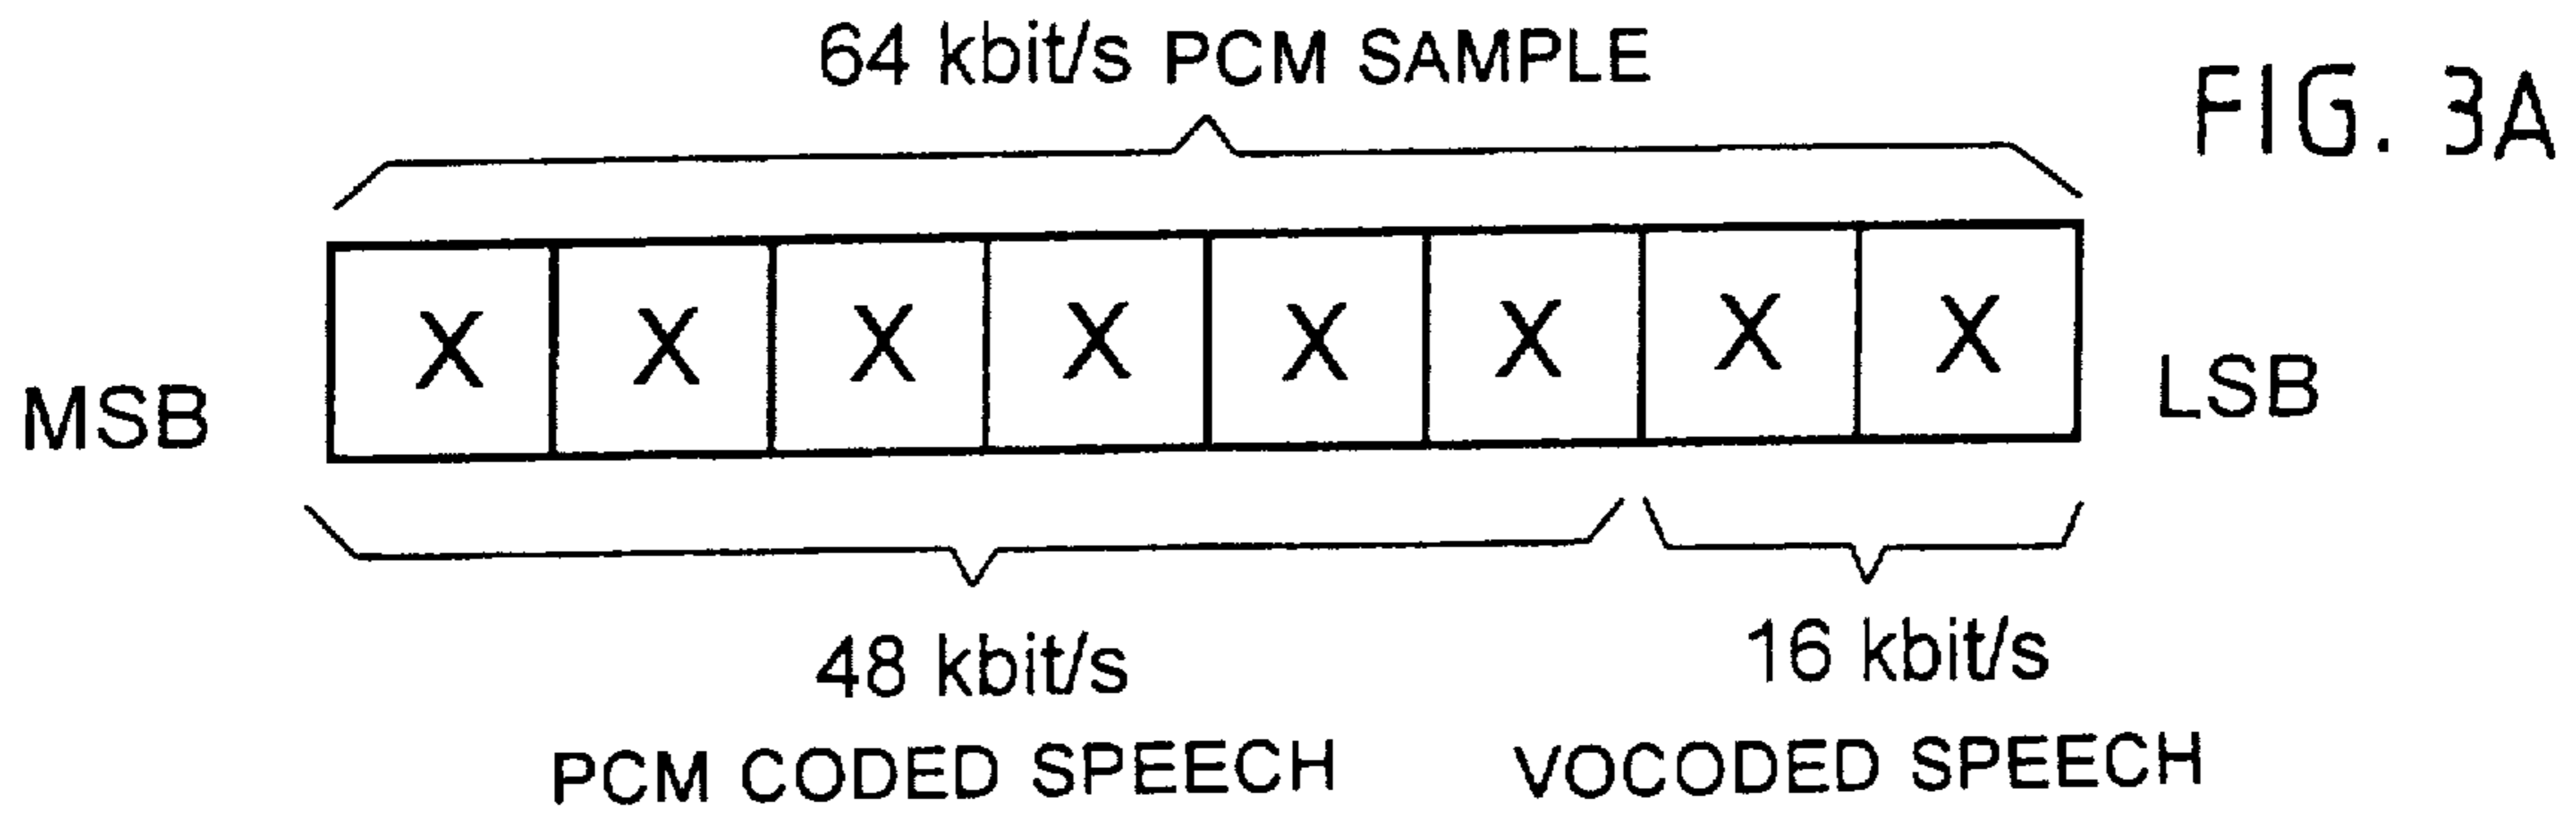 64 kbit/s PCM SAMPLE
FIG. 3A
MSB
X X X X X X X X
LSB
48 kbit/s
PCM CODED SPEECH
16 kbit/s
VOCODED SPEECH